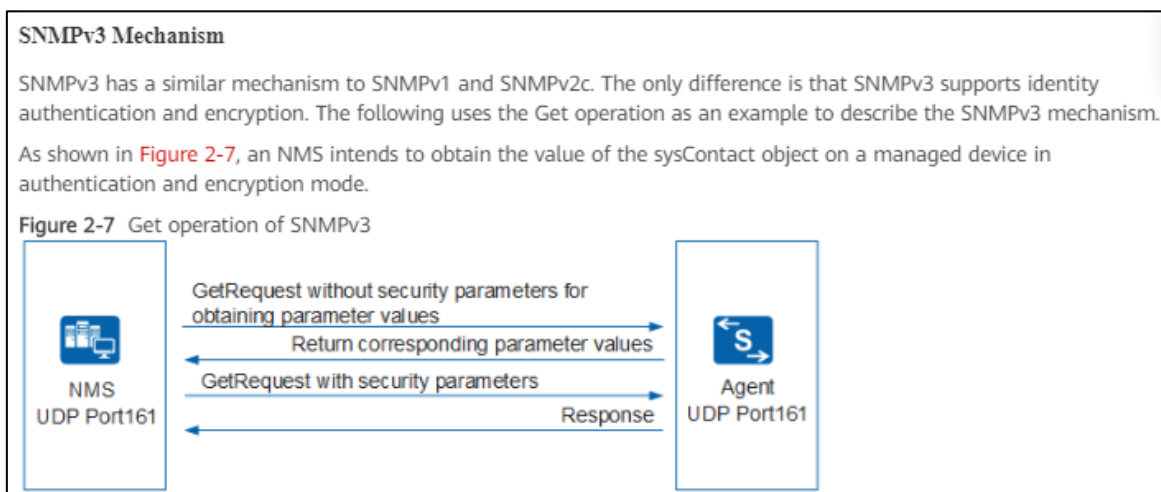 SNMPv3 Mechanism
SNMPv3 has a similar mechanism to SNMPv1 and SNMPv2c. The only difference is that SNMPv3 supports identity
authentication and encryption. The following uses the Get operation as an example to describe the SNMPv3 mechanism.
As shown in Figure 2-7, an NMS intends to obtain the value of the sysContact object on a managed device in
authentication and encryption mode.
Figure 2-7 Get operation of SNMPv3
GetRequest without security parameters for
obtaining parameter values
Return corresponding parameter values
GetRequest with security parameters
Response
NMS
UDP Port161
S
Agent
UDP Port161